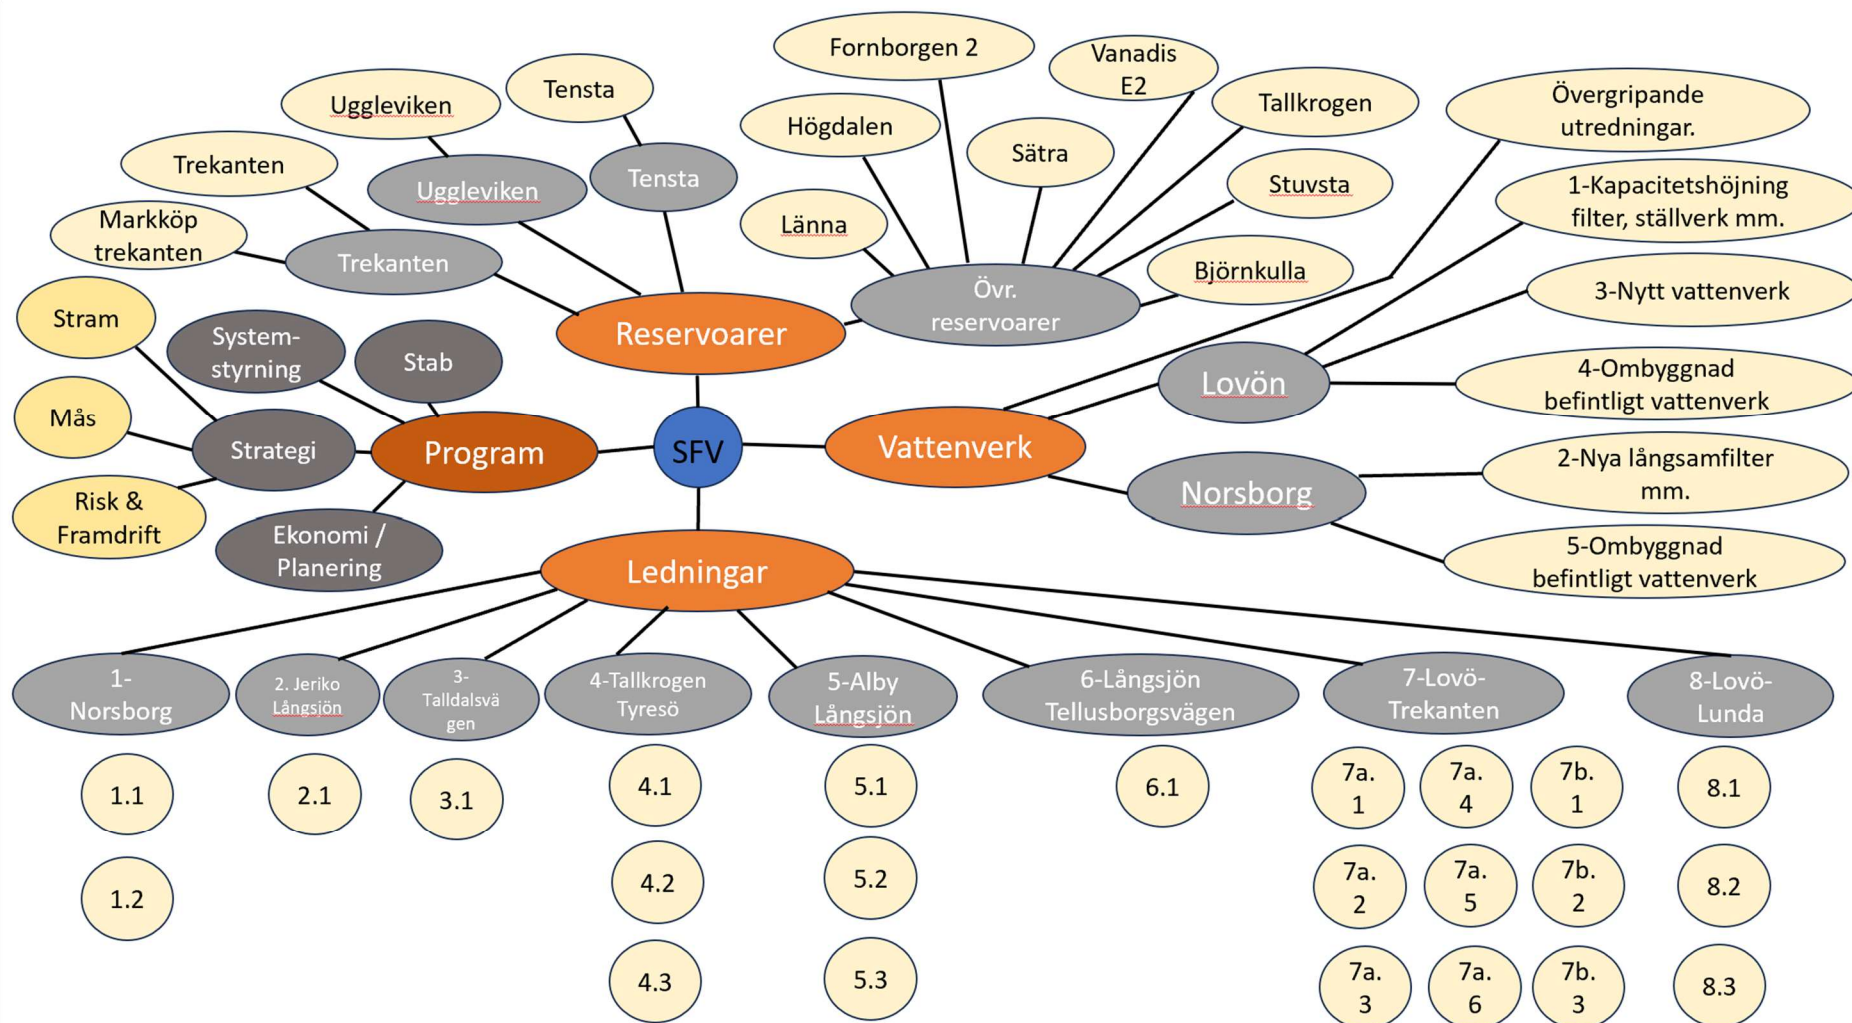 Fornborgen 2
Vanadis
E2
Tensta
Uggleviken
Tallkrogen
Övergripande
utredningar.
Högdalen
Sätra
Trekanten
Uggleviken
Tensta
Stuvsta
1-Kapacitetshöjning
filter, ställverk mm.
Markköp
trekanten
Länna
Trekanten
Björnkulla
Övr.
reservoarer
3-Nytt vattenverk
Stram
System-
styrning
Stab
Reservoarer
Lovön
4-Ombyggnad
befintligt vattenverk
Mås
Strategi
Program
SFV
Vattenverk
2-Nya långsamfilter
mm.
Norsborg
Risk &
Framdrift
Ekonomi /
Planering
5-Ombyggnad
befintligt vattenverk
Ledningar
1-
Norsborg
2. Jeriko
Långsjön
3-
Talldalsvä
gen
4-Tallkrogen
Tyresö
5-Alby
Långsjön
6-Långsjön
Tellusborgsvägen
7-Lovö-
Trekanten
8-Lovö-
Lunda
1.1
2.1
3.1
4.1
5.1
6.1
7a.
1
7a.
4
7b.
1
8.1
1.2
4.2
5.2
7a.
2
7a.
5
7b.
2
8.2
4.3
5.3
7a.
3
7a.
6
7b.
3
8.3